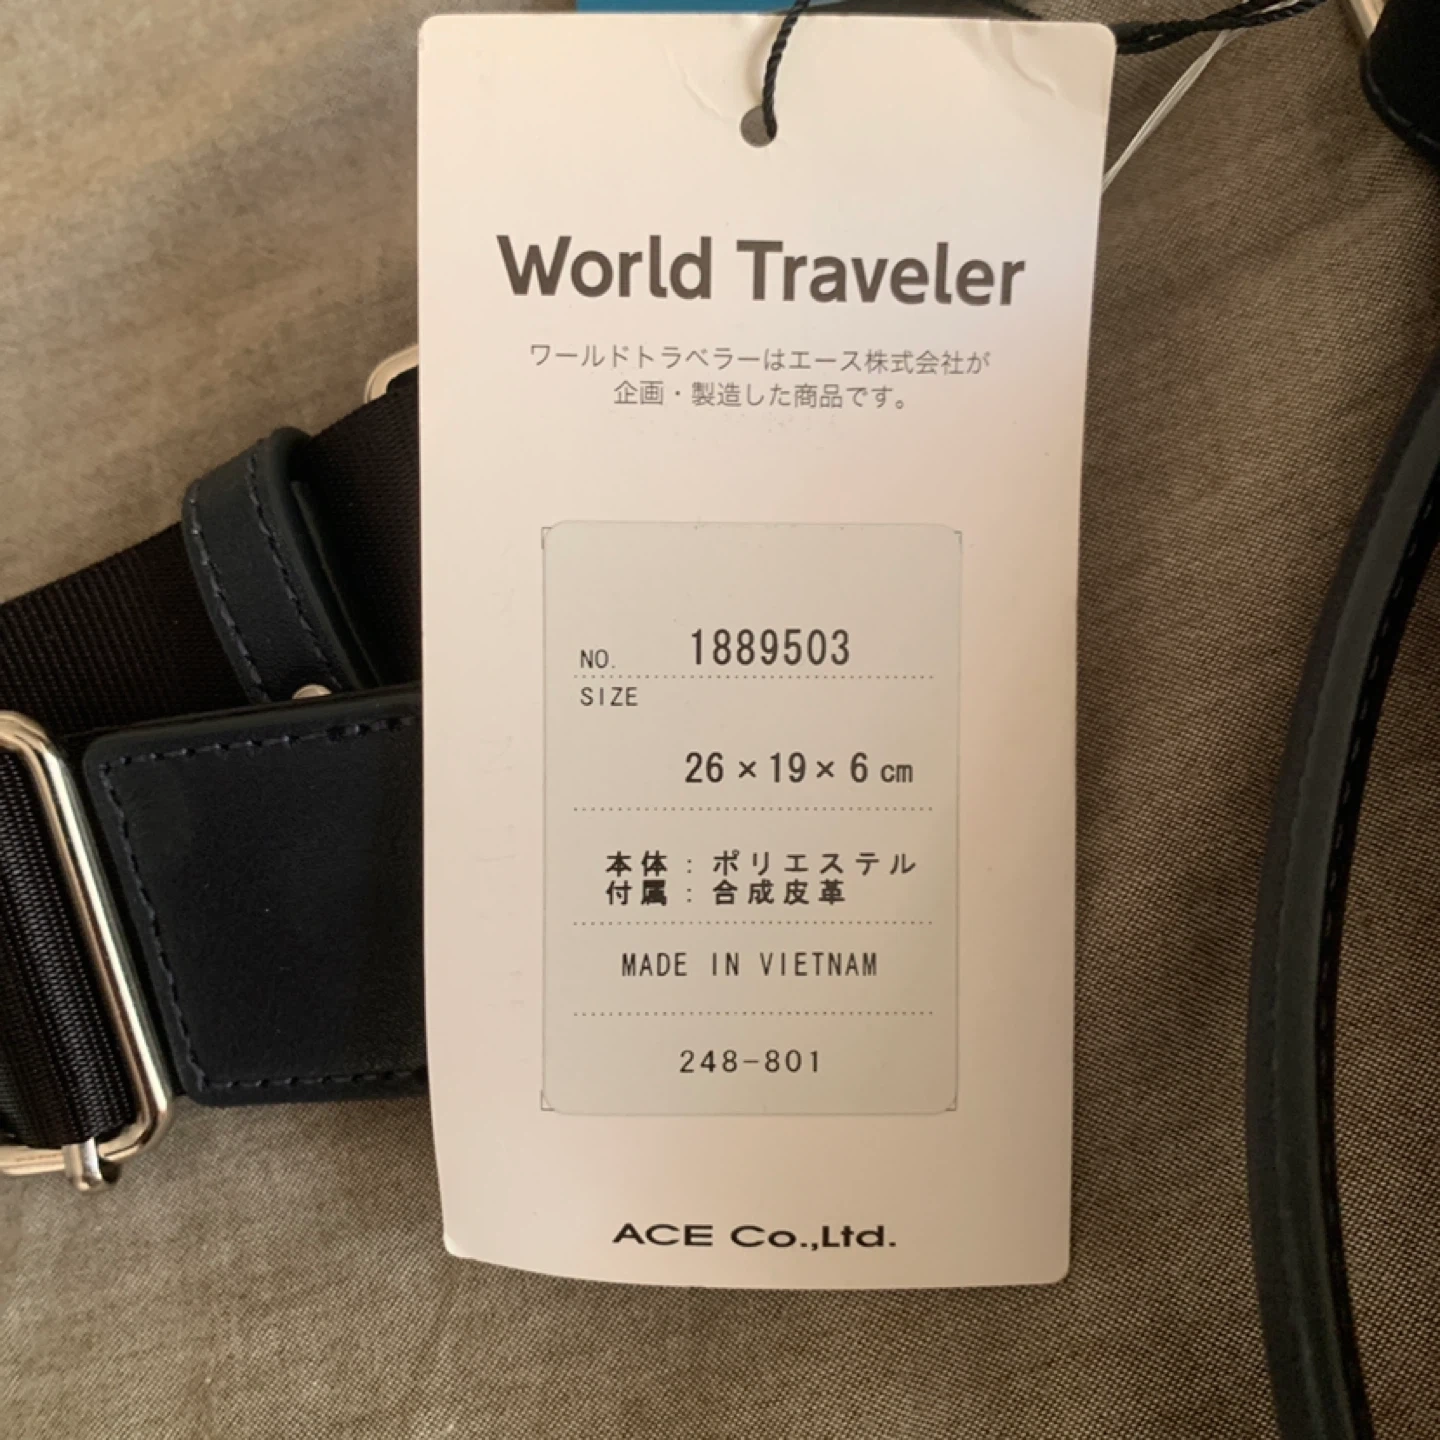 World Traveler
ワールドトラベラーはエース株式会社が
企画・製造した商品です。
NO. 1889503
SIZE
26×19×6cm
本体:ポリエステル
付属:合成皮革
MADE IN VIETNAM
248-801
ACE Co.,Ltd.